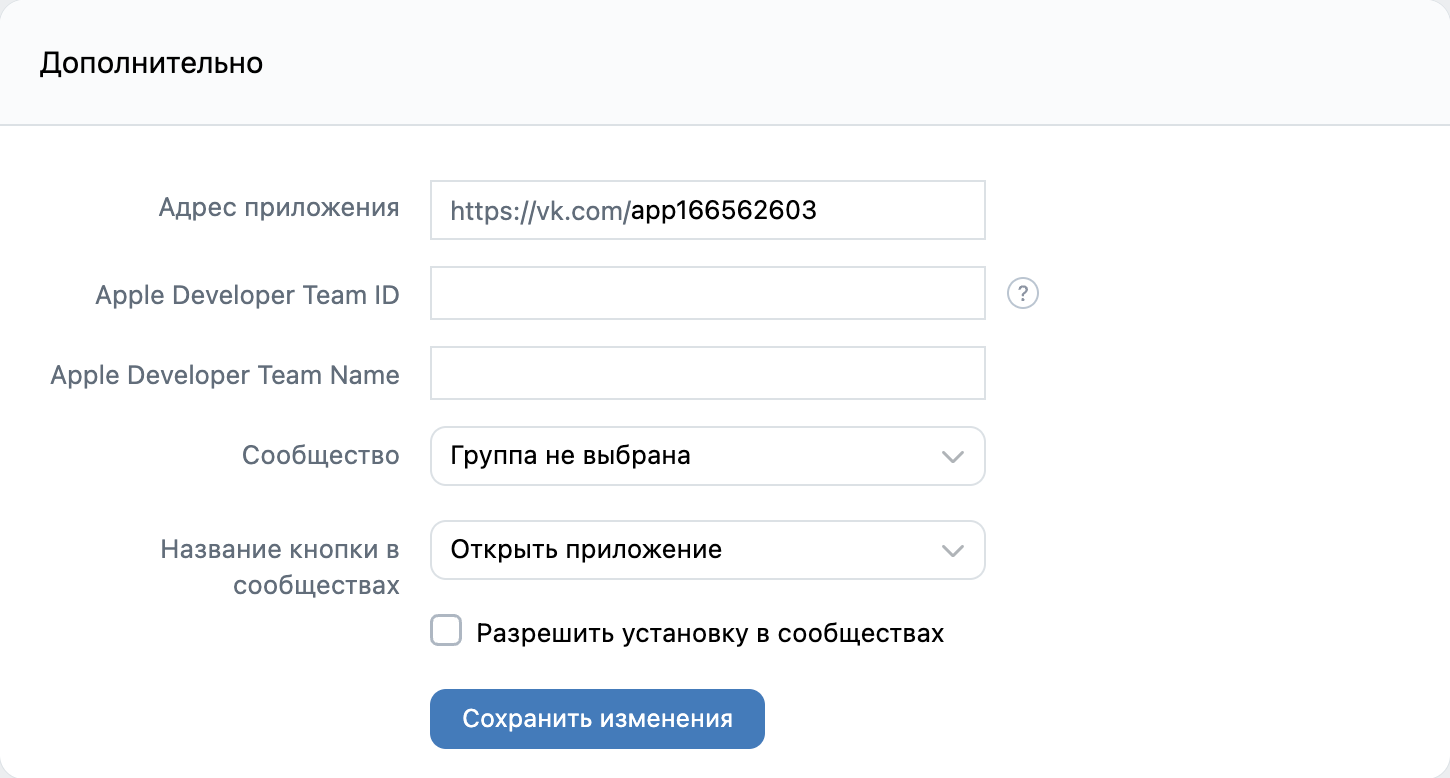 Дополнительно
Адрес приложения https://vk.com/app166562603
Apple Developer Team ID ?
Apple Developer Team Name
Сообщество Группа не выбрана
Название кнопки в Открыть приложение
сообществах
Разрешить установку в сообществах
Сохранить изменения